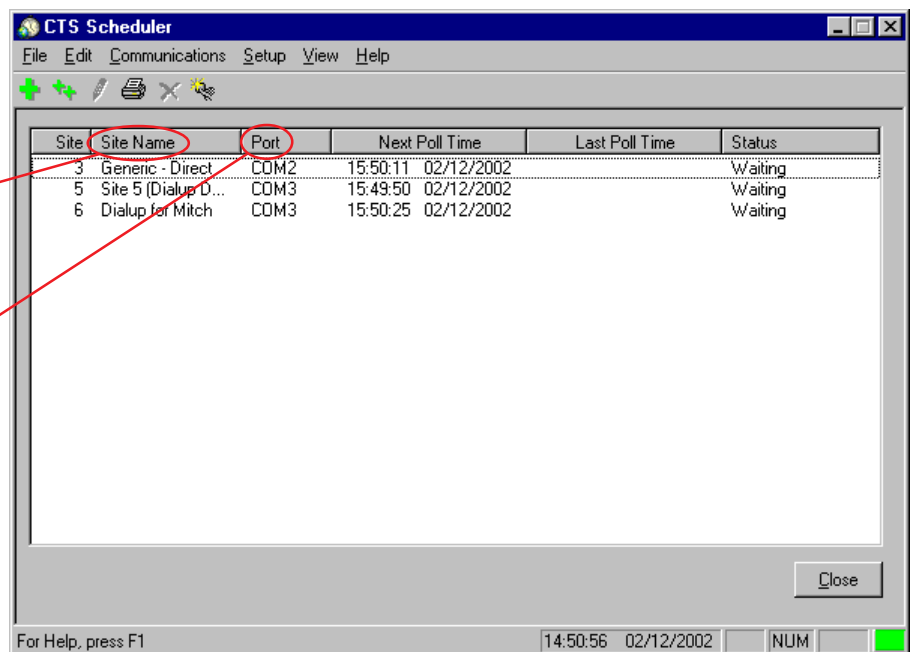 CTS Scheduler
File Edit Communications Setup View Help
Site Site Name Port Next Poll Time Last Poll Time Status
3 Generic - Direct COM2 15:50:11 02/12/2002 Waiting
5 Site 5 (Dialup D... COM3 15:49:50 02/12/2002 Waiting
6 Dialup for Mitch COM3 15:50:25 02/12/2002 Waiting
Close
For Help, press F1 14:50:56 02/12/2002 NUM